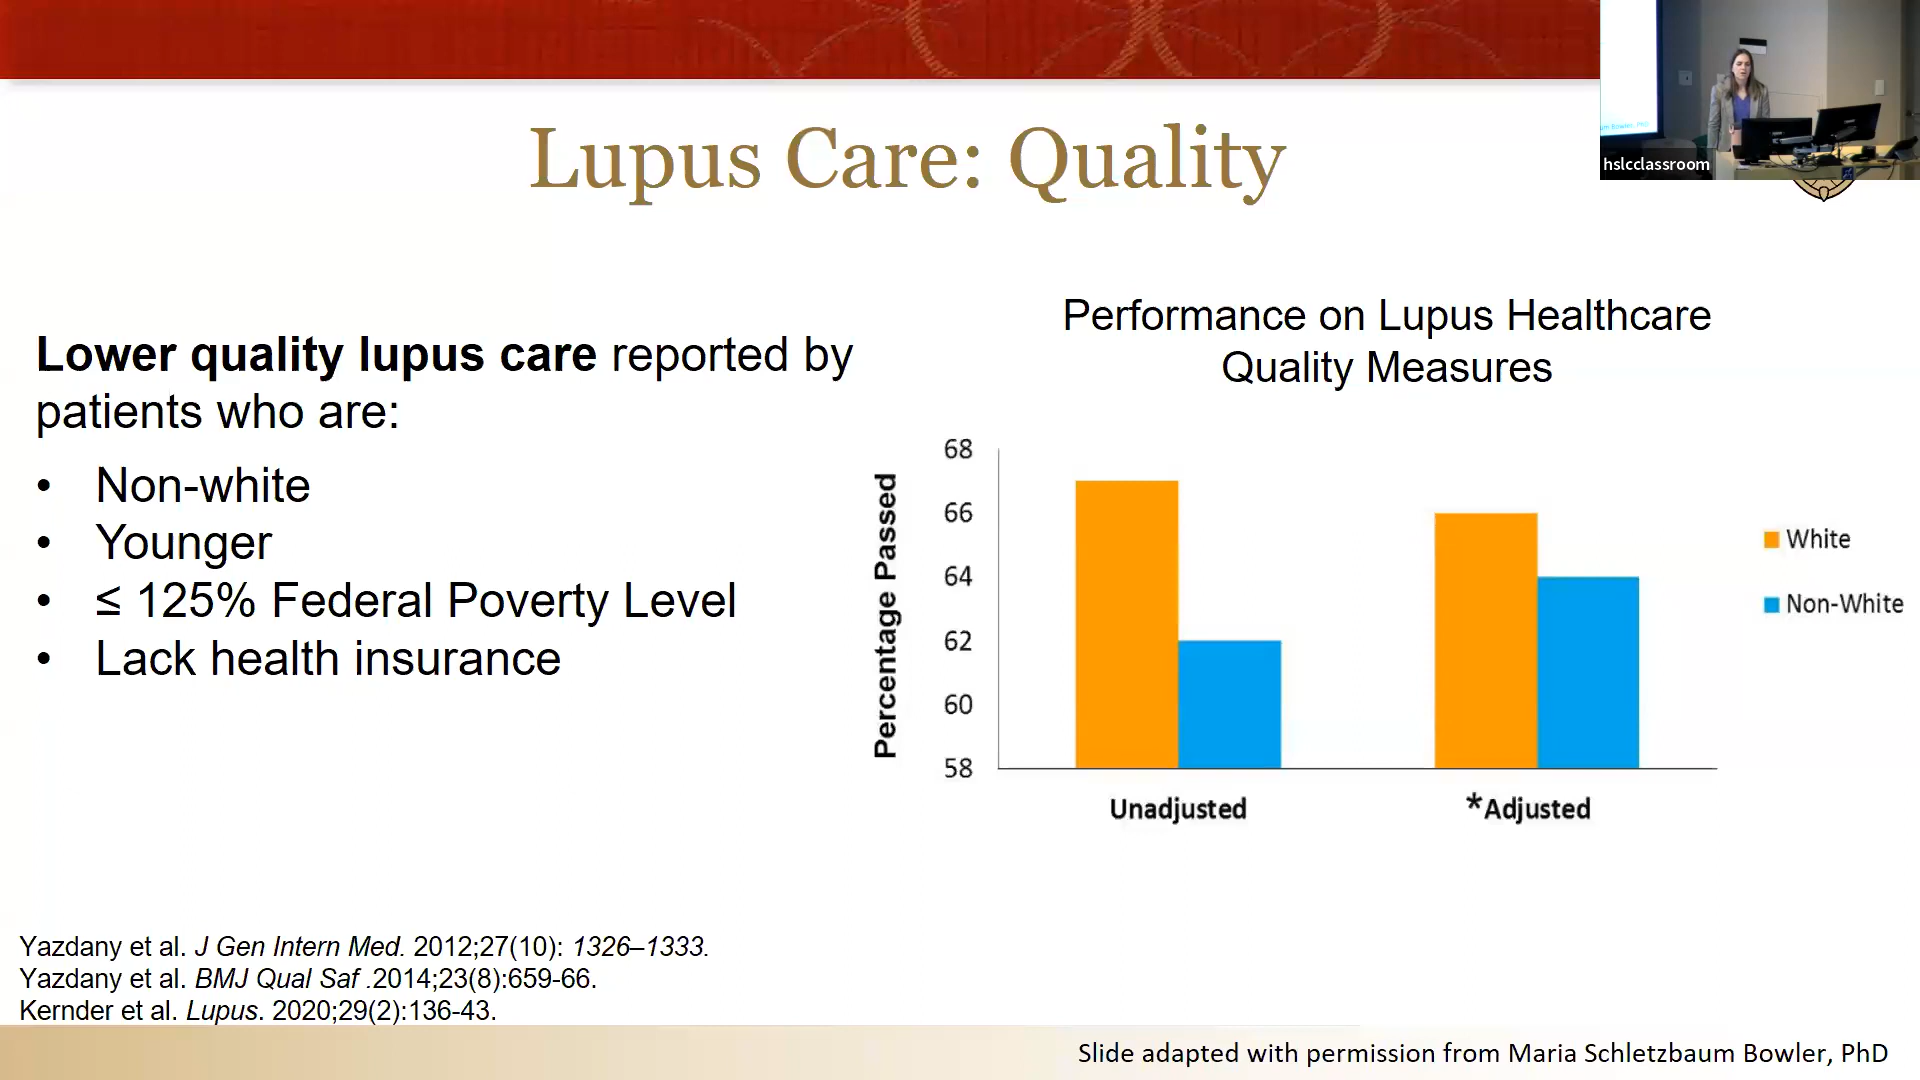 Lupus Care: Quality
hslcclassroom
Lower quality lupus care reported by
patients who are:
• Non-white
• Younger
• ≤ 125% Federal Poverty Level
• Lack health insurance
Performance on Lupus Healthcare
Quality Measures
Percentage Passed
68
66
64
62
60
58
Unadjusted
*Adjusted
White
Non-White
Yazdany et al. J Gen Intern Med. 2012;27(10): 1326–1333.
Yazdany et al. BMJ Qual Saf .2014;23(8):659-66.
Kernder et al. Lupus. 2020;29(2):136-43.
Slide adapted with permission from Maria Schletzbaum Bowler, PhD